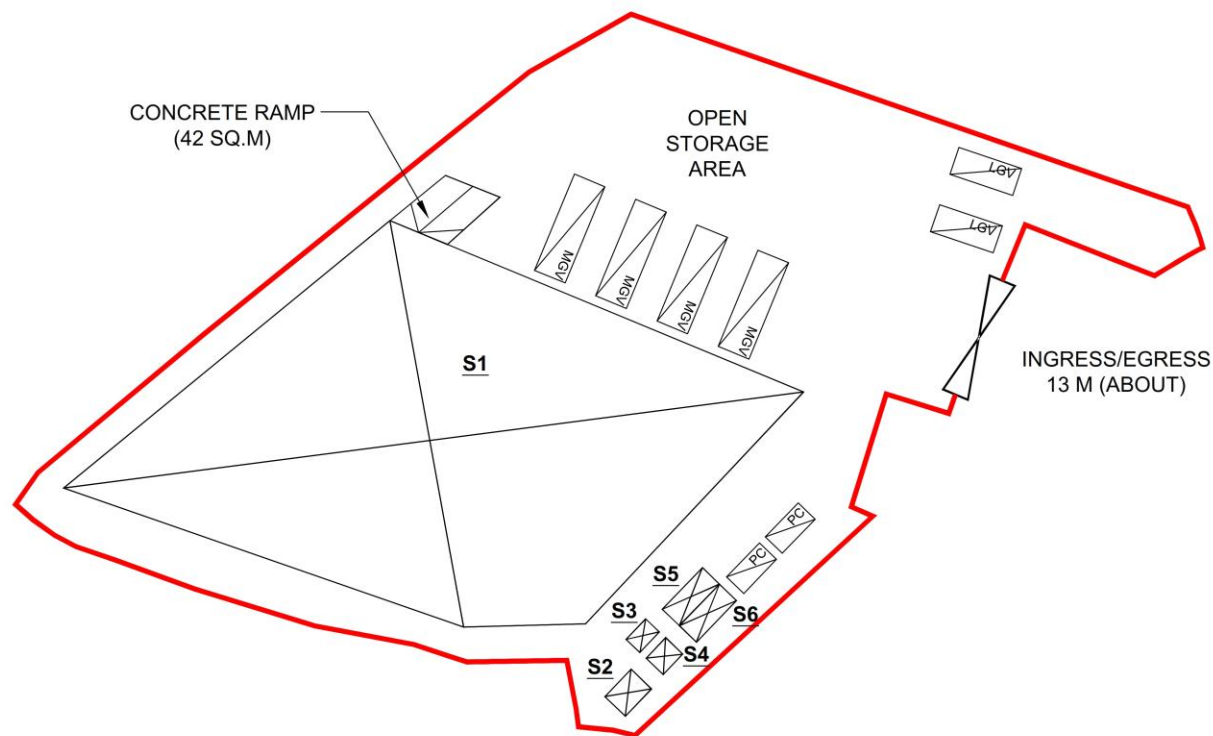 CONCRETE RAMP
(42 SQ.M)
OPEN
STORAGE
AREA
LGV
LGV
MGV
MGV
MGV
MGV
S1
INGRESS/EGRESS
13 M (ABOUT)
PC
PC
S5
S3
S6
S4
S2